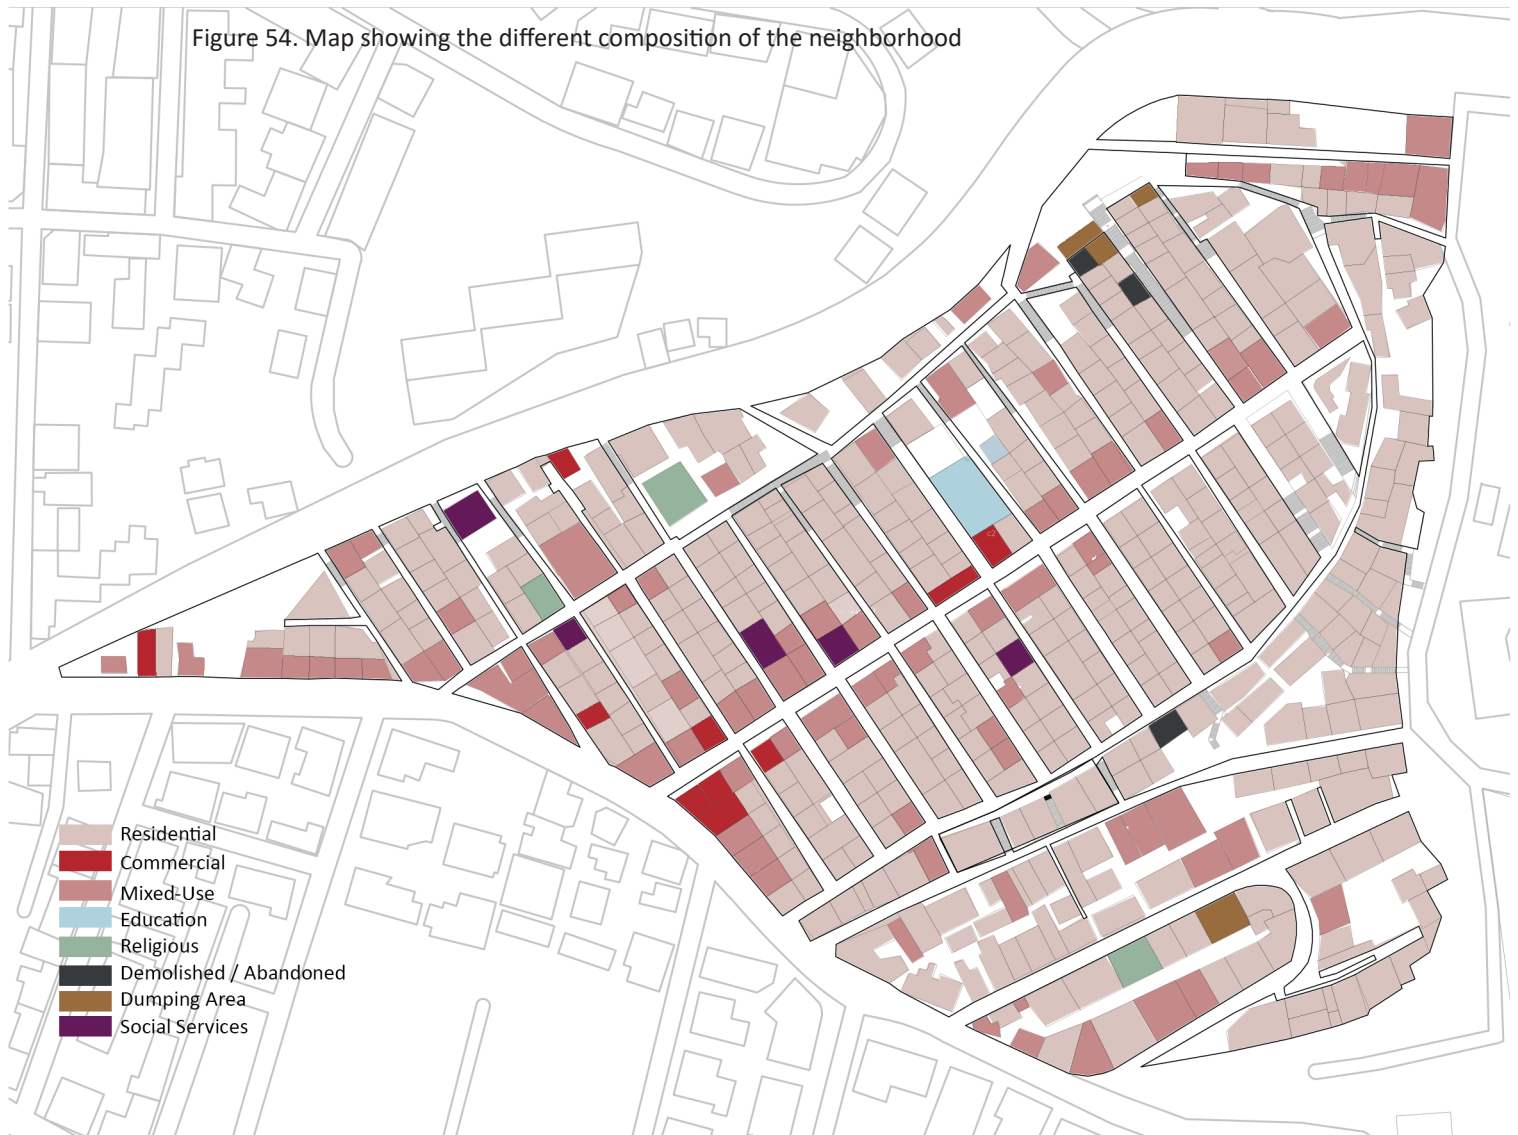 Figure 54. Map showing the different composition of the neighborhood
Residential
Commercial
Mixed-Use
Education
Religious
Demolished / Abandoned
Dumping Area
Social Services